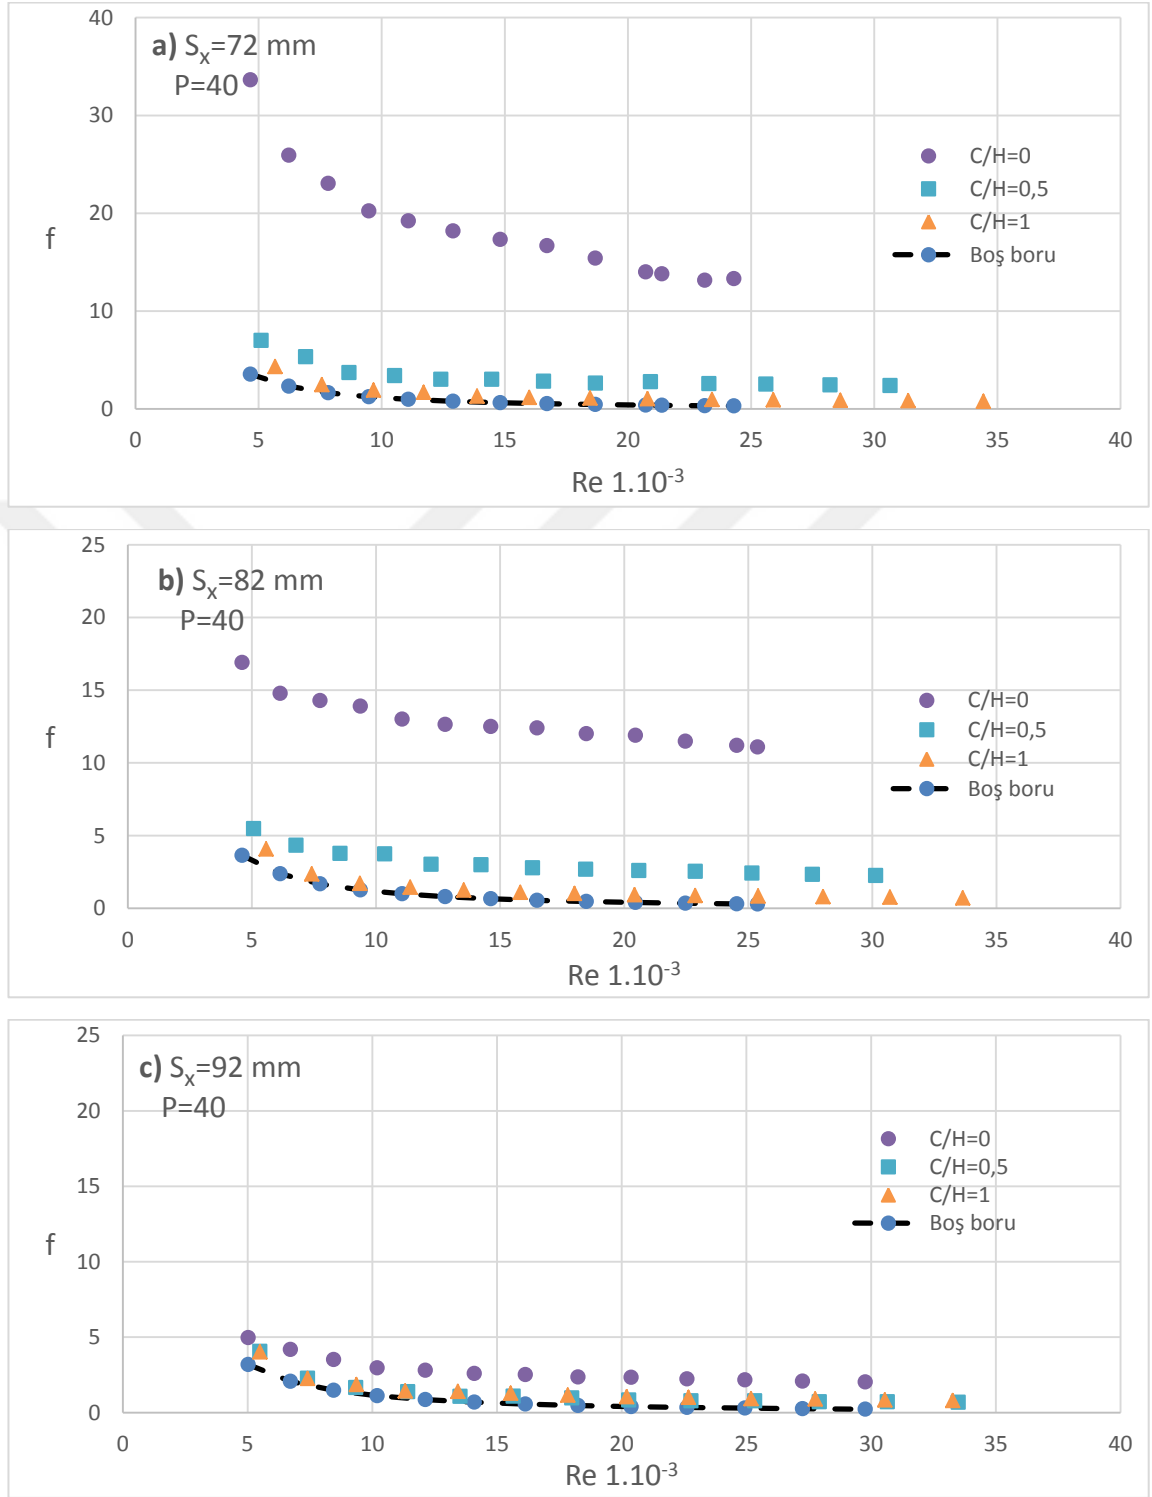 a) Sₓ=72 mm
P=40
40
30
20
10
0
f
C/H=0
C/H=0,5
C/H=1
Boş boru
0 5 10 15 20 25 30 35 40
Re 1.10⁻³
b) Sₓ=82 mm
P=40
25
20
15
10
5
0
f
C/H=0
C/H=0,5
C/H=1
Boş boru
0 5 10 15 20 25 30 35 40
Re 1.10⁻³
c) Sₓ=92 mm
P=40
25
20
15
10
5
0
f
C/H=0
C/H=0,5
C/H=1
Boş boru
0 5 10 15 20 25 30 35 40
Re 1.10⁻³